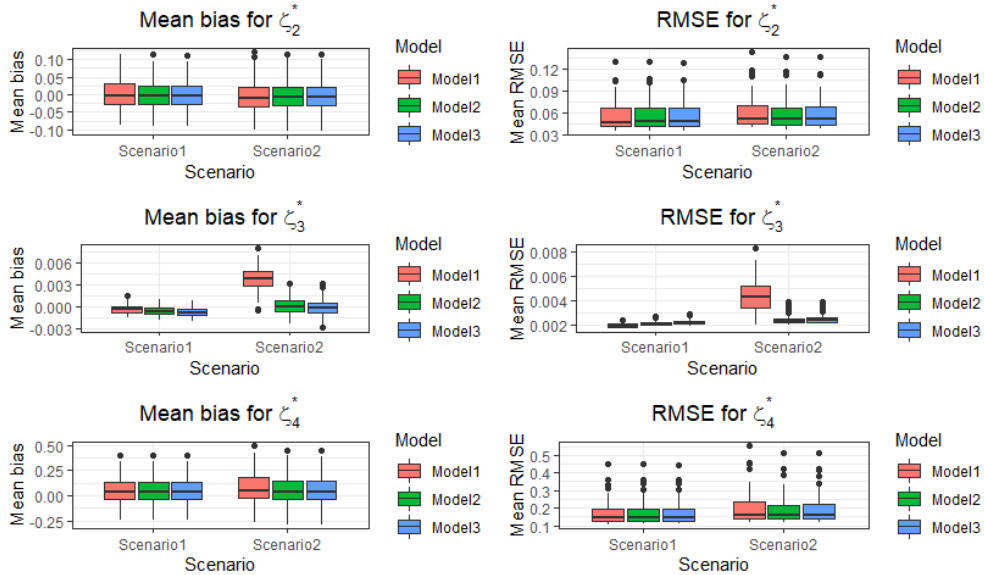 Mean bias for ζ₂*
Mean bias
0.10
0.05
0.00
-0.05
-0.10
Scenario1
Scenario2
Scenario
Model
Model1
Model2
Model3
RMSE for ζ₂*
Mean RMSE
0.12
0.09
0.06
0.03
Scenario1
Scenario2
Scenario
Model
Model1
Model2
Model3
Mean bias for ζ₃*
Mean bias
0.006
0.003
0.000
-0.003
Scenario1
Scenario2
Scenario
Model
Model1
Model2
Model3
RMSE for ζ₃*
Mean RMSE
0.008
0.006
0.004
0.002
Scenario1
Scenario2
Scenario
Model
Model1
Model2
Model3
Mean bias for ζ₄*
Mean bias
0.50
0.25
0.00
-0.25
Scenario1
Scenario2
Scenario
Model
Model1
Model2
Model3
RMSE for ζ₄*
Mean RMSE
0.5
0.4
0.3
0.2
0.1
Scenario1
Scenario2
Scenario
Model
Model1
Model2
Model3